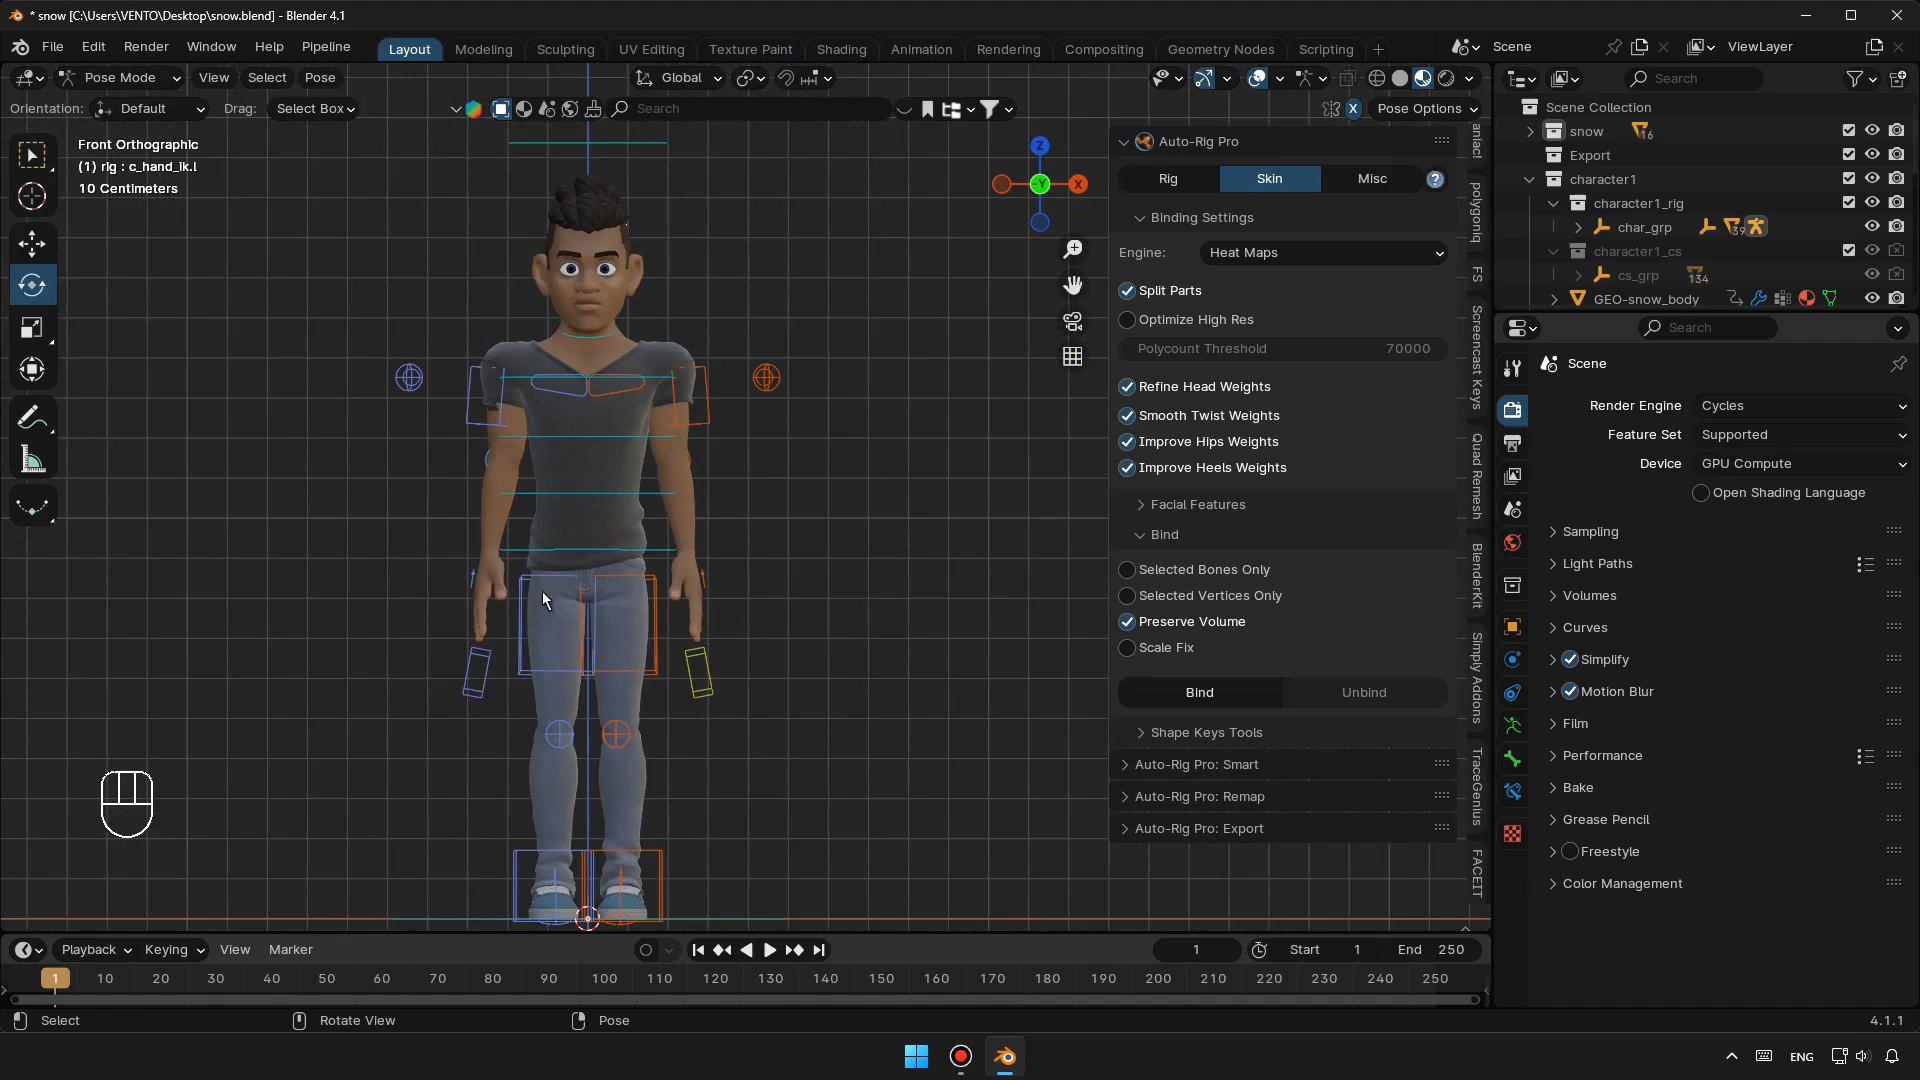 * snow [C:\Users\VENTO\Desktop\snow.blend] - Blender 4.1
File Edit Render Window Help Pipeline
Layout Modeling Sculpting UV Editing Texture Paint Shading Animation Rendering Compositing Geometry Nodes Scripting
Scene ViewLayer
Pose Mode View Select Pose Global
Orientation: Default Drag: Select Box Search X Pose Options
Front Orthographic
(1) rig : c_hand_ik.l
10 Centimeters
Z
-Y
X
Auto-Rig Pro
Rig Skin Misc ?
Binding Settings
Engine: Heat Maps
Split Parts
Optimize High Res
Polycount Threshold 70000
Refine Head Weights
Smooth Twist Weights
Improve Hips Weights
Improve Heels Weights
Facial Features
Bind
Selected Bones Only
Selected Vertices Only
Preserve Volume
Scale Fix
Bind Unbind
Shape Keys Tools
Auto-Rig Pro: Smart
Auto-Rig Pro: Remap
Auto-Rig Pro: Export
aniac!
polygoniq
FS
Screencast Keys
Quad Remesh
BlenderKit
Simply Addons
TraceGenius
FACEIT
Search
Scene Collection
snow 16
Export
character1
character1_rig
char_grp 39
character1_cs
cs_grp 134
GEO-snow_body
Search
Scene
Render Engine Cycles
Feature Set Supported
Device GPU Compute
Open Shading Language
Sampling
Light Paths
Volumes
Curves
Simplify
Motion Blur
Film
Performance
Bake
Grease Pencil
Freestyle
Color Management
Playback Keying View Marker 1 Start 1 End 250
1 10 20 30 40 50 60 70 80 90 100 110 120 130 140 150 160 170 180 190 200 210 220 230 240 250
Select Rotate View Pose 4.1.1
ENG